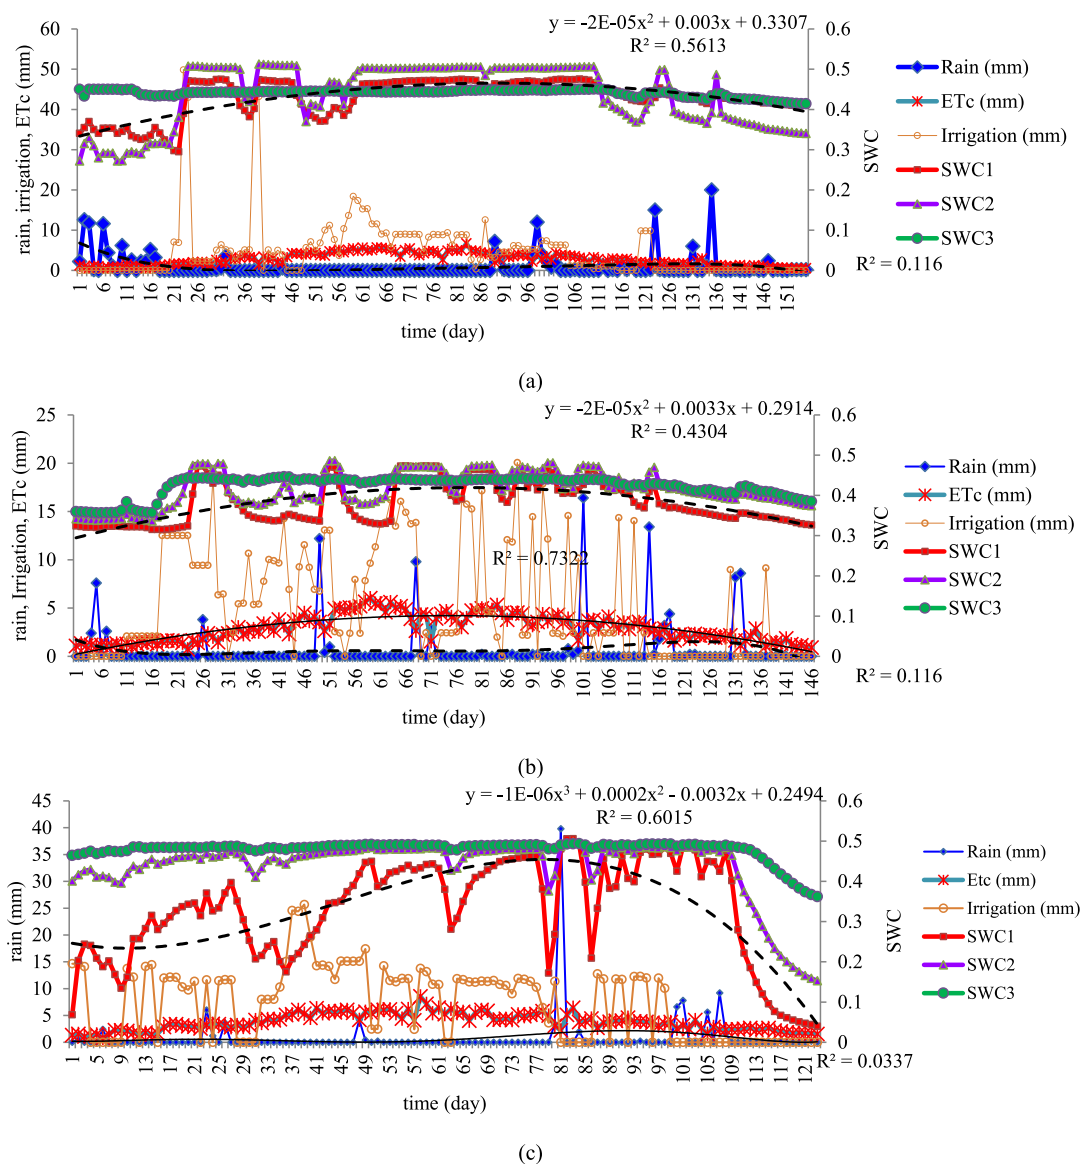 y = -2E-05x² + 0.003x + 0.3307
R² = 0.5613
60
50
40
30
20
10
0
rain, irrigation, ETc (mm)
0.6
0.5
0.4
0.3
0.2
0.1
0
SWC
Rain (mm)
ETc (mm)
Irrigation (mm)
SWC1
SWC2
SWC3
R² = 0.116
1 6 11 16 21 26 31 36 41 46 51 56 61 66 71 76 81 86 91 96 101 106 111 116 121 126 131 136 141 146 151
time (day)
(a)
y = -2E-05x² + 0.0033x + 0.2914
R² = 0.4304
25
20
15
10
5
0
rain, Irrigation, ETc (mm)
0.6
0.5
0.4
0.3
0.2
0.1
0
SWC
Rain (mm)
ETc (mm)
Irrigation (mm)
SWC1
SWC2
SWC3
R² = 0.7322
R² = 0.116
1 6 11 16 21 26 31 36 41 46 51 56 61 66 71 76 81 86 91 96 101 106 111 116 121 126 131 136 141 146
time (day)
(b)
y = -1E-06x³ + 0.0002x² - 0.0032x + 0.2494
R² = 0.6015
45
40
35
30
25
20
15
10
5
0
rain (mm)
0.6
0.5
0.4
0.3
0.2
0.1
0
SWC
Rain (mm)
Etc (mm)
Irrigation (mm)
SWC1
SWC2
SWC3
R² = 0.0337
1 5 9 13 17 21 25 29 33 37 41 45 49 53 57 61 65 69 73 77 81 85 89 93 97 101 105 109 113 117 121
time (day)
(c)